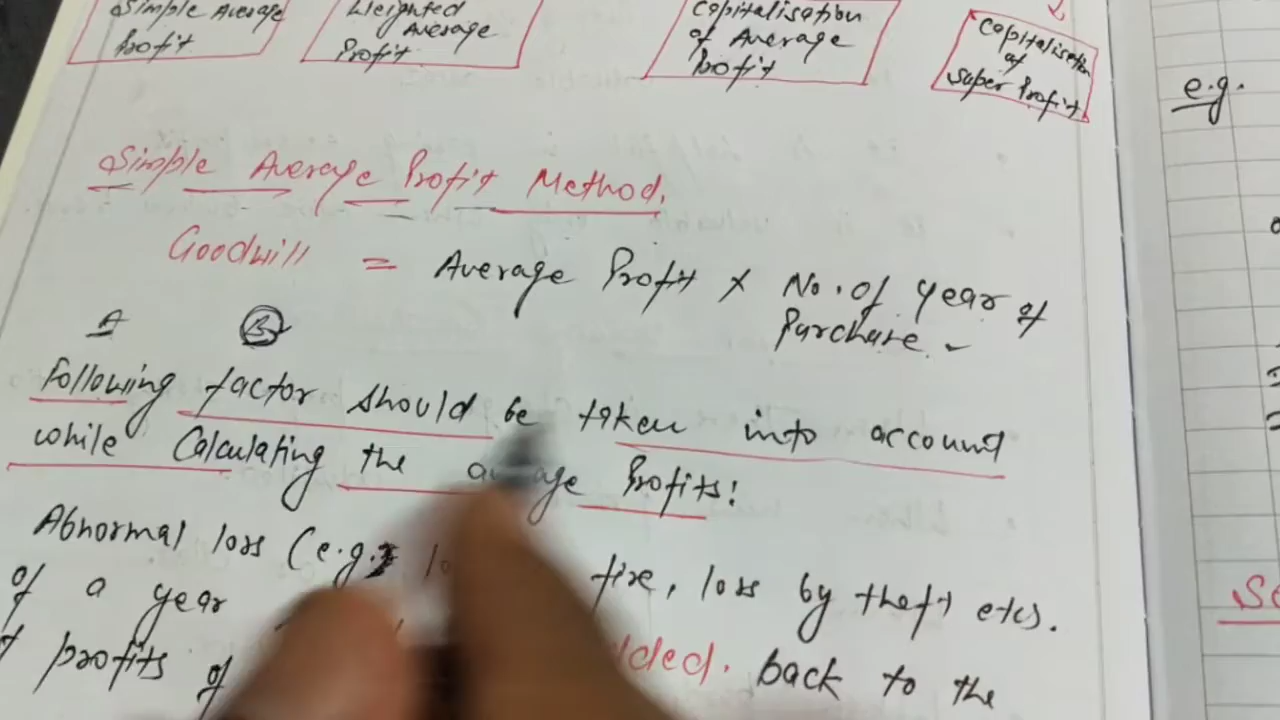 Simple Average
Profit
Weighted
Average
Profit
Capitalisation
of Average
Profit
Capitalisation
of
Super Profit
e.g.
Simple Average Profit Method.
Goodwill = Average Profit × No. of year of
Purchase.
A B
Following factor should be taken into account
while Calculating the average Profits:
Abnormal loss (e.g. fire, loss by theft etc).
of a year
profits of back to the